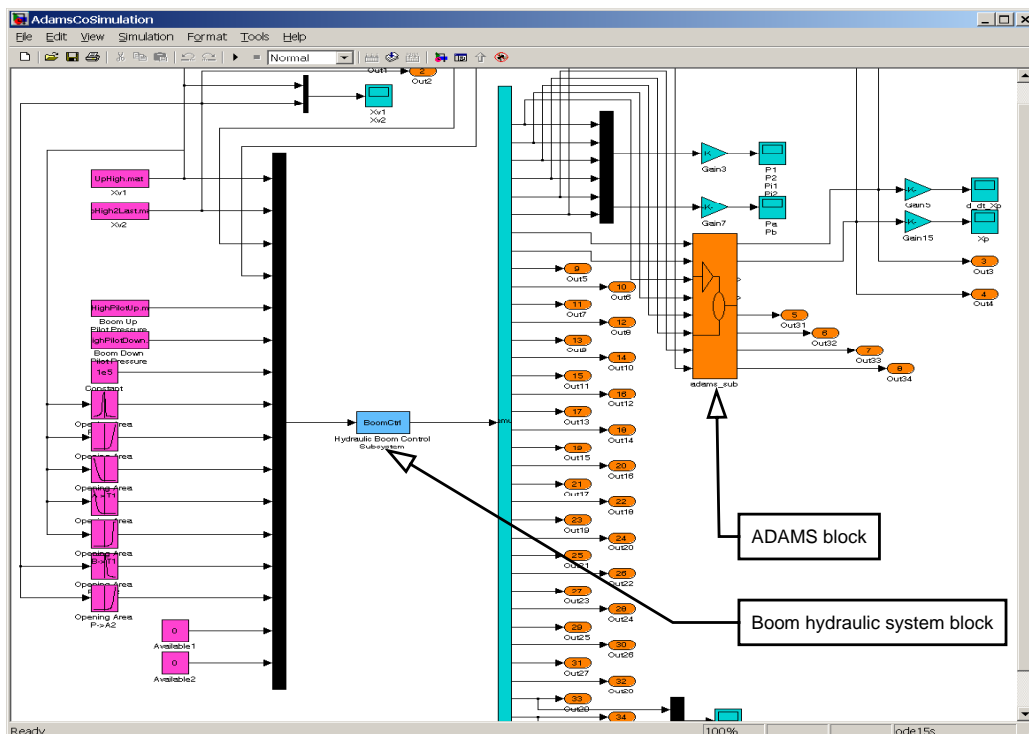 AdamsCoSimulation
File Edit View Simulation Format Tools Help
Normal
Out1
2
Out2
Xv1
Xv2
UpHigh.mat
Xv1
Xv2
HighPilotUp.m
Boom Up
Pilot Pressure
Boom Down
Pilot Pressure
1e5
Constant
Opening Area
Opening Area
Opening Area
A->T1
Opening Area
Opening Area
B->T1
Opening Area
Opening Area
P->A2
0
Available1
0
Available2
BoomCtrl
Hydraulic Boom Control
Subsystem
Gain3
P1
P2
Pi1
Pi2
Gain7
Pa
Pb
adams_sub
Gain5
d_dt_Xp
Gain15
Xp
3
Out3
4
Out4
5
Out31
6
Out32
7
Out33
8
Out34
9
Out5
10
Out6
11
Out7
12
Out8
13
Out9
14
Out10
15
Out11
16
Out12
17
Out13
18
Out14
19
Out15
20
Out16
21
Out17
22
Out18
23
Out19
24
Out20
25
Out21
26
Out22
27
Out23
28
Out24
29
Out25
30
Out26
31
Out27
32
33
34
ADAMS block
Boom hydraulic system block
Ready
100%
ode15s